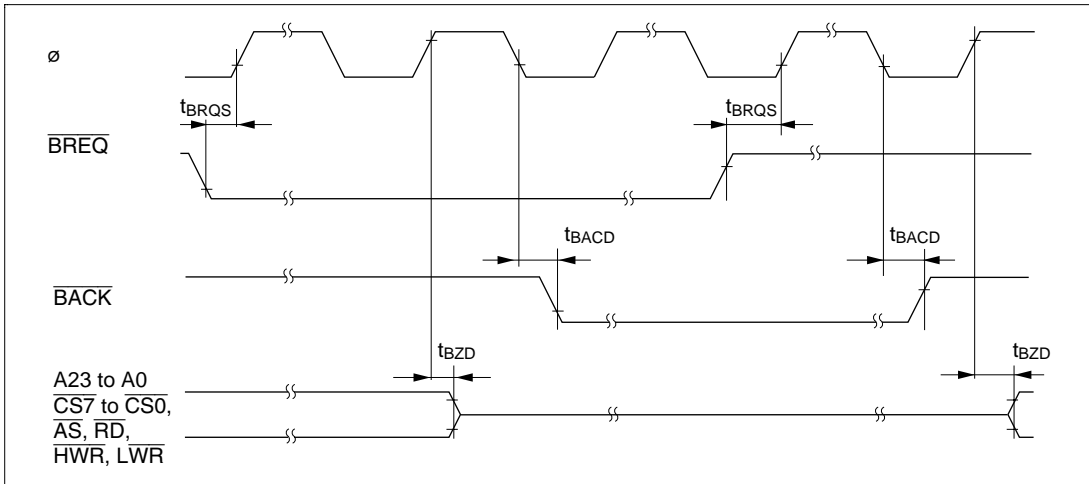 ø
tBRQS tBRQS
BREQ
tBACD tBACD
BACK
tBZD tBZD
A23 to A0
CS7 to CS0,
AS, RD,
HWR, LWR